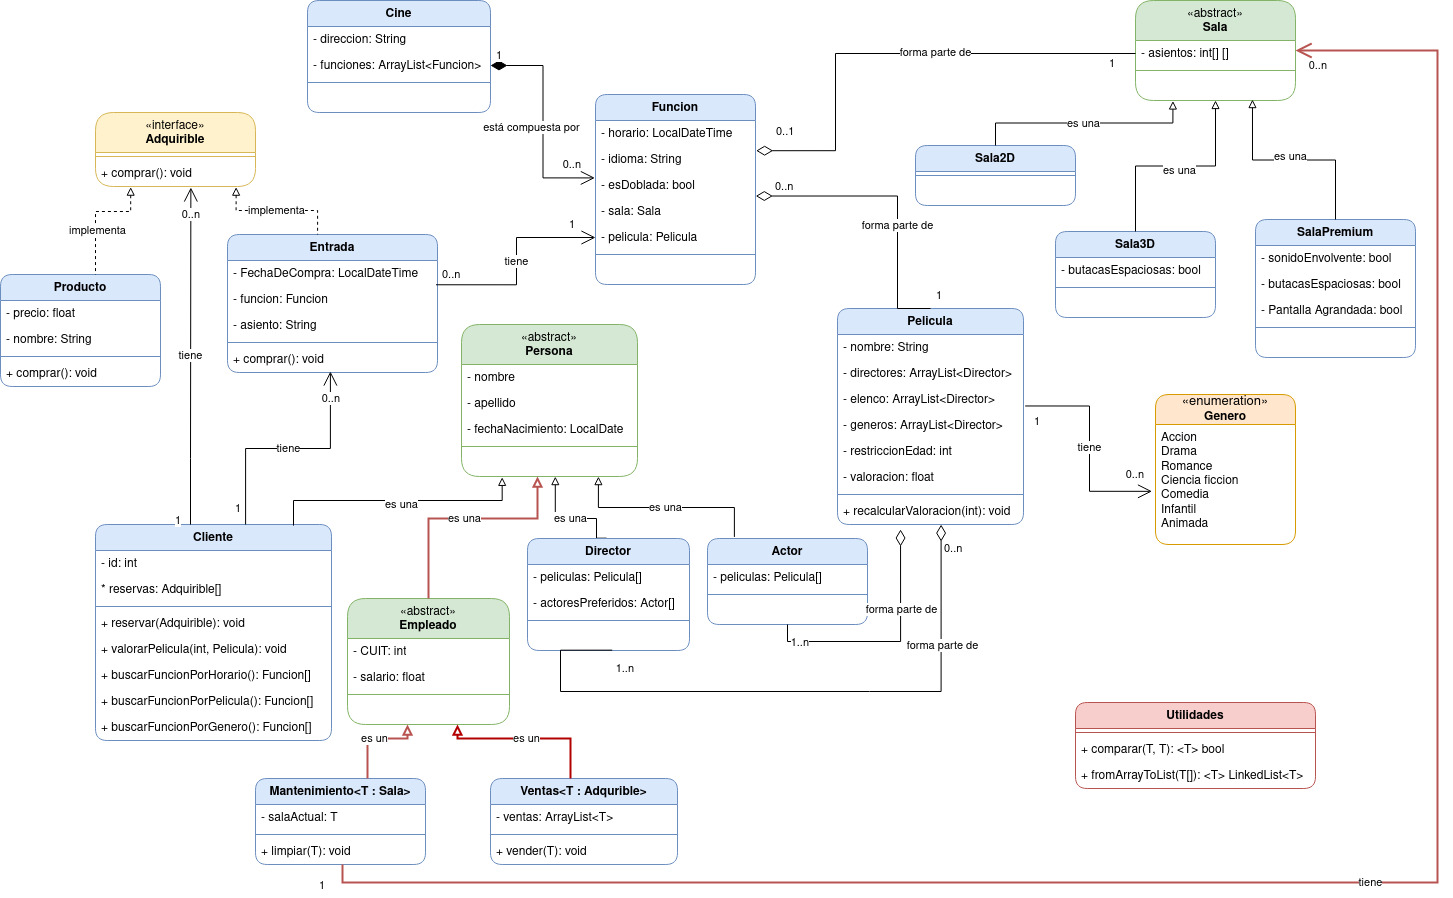 Cine
- direccion: String
- funciones: ArrayList<Funcion>
1
está compuesta por
0..n
Funcion
- horario: LocalDateTime
- idioma: String
- esDoblada: bool
- sala: Sala
- pelicula: Pelicula
0..1
forma parte de
1
«abstract»
Sala
- asientos: int[] []
0..n
es una
Sala2D
es una
Sala3D
- butacasEspaciosas: bool
es una
SalaPremium
- sonidoEnvolvente: bool
- butacasEspaciosas: bool
- Pantalla Agrandada: bool
0..n
forma parte de
1
«interface»
Adquirible
+ comprar(): void
implementa
0..n
implementa
Producto
- precio: float
- nombre: String
+ comprar(): void
tiene
Entrada
- FechaDeCompra: LocalDateTime
- funcion: Funcion
- asiento: String
+ comprar(): void
0..n
tiene
1
0..n
tiene
1
1
«abstract»
Persona
- nombre
- apellido
- fechaNacimiento: LocalDate
es una
es una
es una
es una
Pelicula
- nombre: String
- directores: ArrayList<Director>
- elenco: ArrayList<Director>
- generos: ArrayList<Director>
- restriccionEdad: int
- valoracion: float
+ recalcularValoracion(int): void
1
tiene
0..n
«enumeration»
Genero
Accion
Drama
Romance
Ciencia ficcion
Comedia
Infantil
Animada
Cliente
- id: int
* reservas: Adquirible[]
+ reservar(Adquirible): void
+ valorarPelicula(int, Pelicula): void
+ buscarFuncionPorHorario(): Funcion[]
+ buscarFuncionPorPelicula(): Funcion[]
+ buscarFuncionPorGenero(): Funcion[]
Director
- peliculas: Pelicula[]
- actoresPreferidos: Actor[]
Actor
- peliculas: Pelicula[]
0..n
forma parte de
1..n
forma parte de
1..n
«abstract»
Empleado
- CUIT: int
- salario: float
es un
es un
Mantenimiento<T : Sala>
- salaActual: T
+ limpiar(T): void
Ventas<T : Adqurible>
- ventas: ArrayList<T>
+ vender(T): void
Utilidades
+ comparar(T, T): <T> bool
+ fromArrayToList(T[]): <T> LinkedList<T>
1
tiene